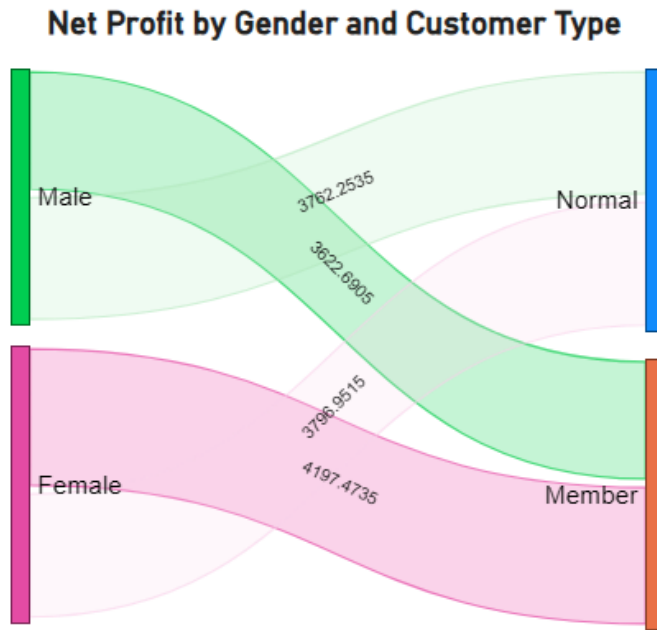 Net Profit by Gender and Customer Type
3762.2535
Male
Normal
3622.6905
3796.9515
4197.4735
Female
Member